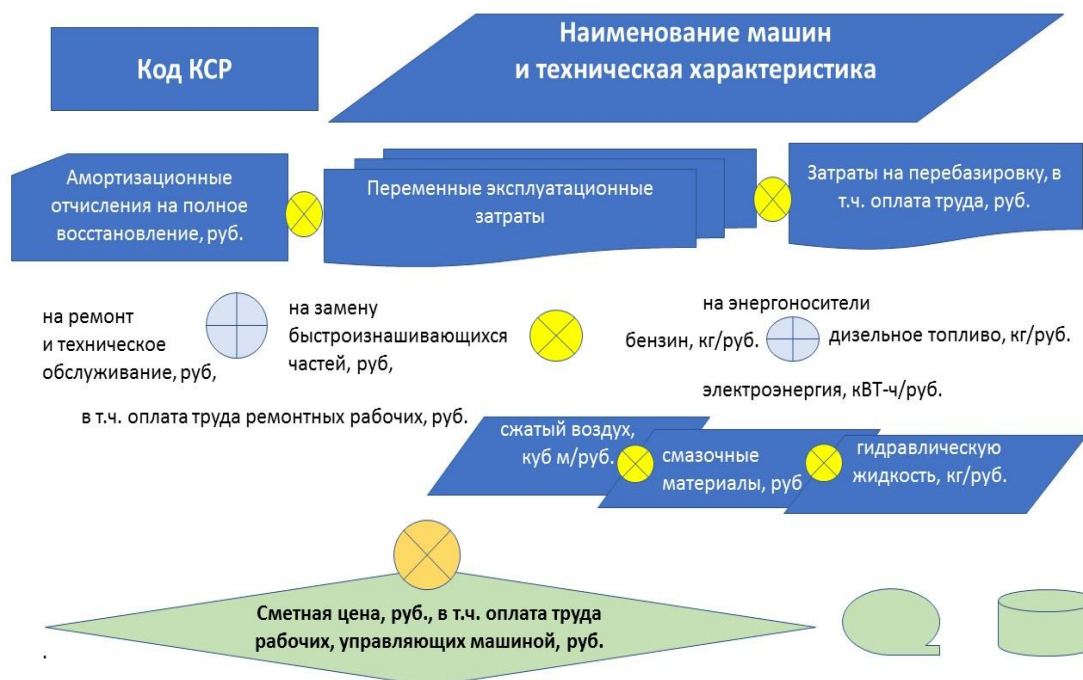 Код КСР
Наименование машин
и техническая характеристика
Амортизационные
отчисления на полное
восстановление, руб.
Переменные эксплуатационные
затраты
Затраты на перебазировку, в
т.ч. оплата труда, руб.
на ремонт
и техническое
обслуживание, руб,
на замену
быстроизнашивающихся
частей, руб,
на энергоносители
бензин, кг/руб.
дизельное топливо, кг/руб.
электроэнергия, кВТ-ч/руб.
в т.ч. оплата труда ремонтных рабочих, руб.
сжатый воздух,
куб м/руб.
смазочные
материалы, руб
гидравлическую
жидкость, кг/руб.
Сметная цена, руб., в т.ч. оплата труда
рабочих, управляющих машиной, руб.
.